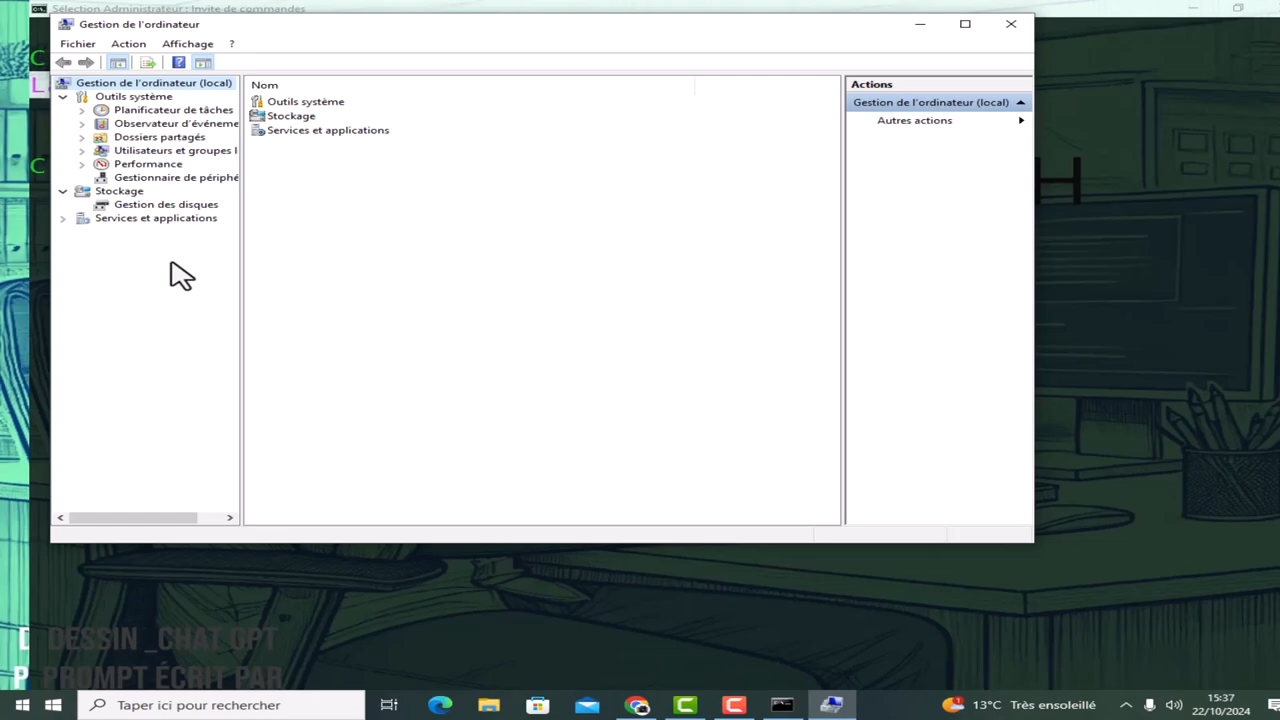 Sélection Administrateur : Invite de commandes
Gestion de l'ordinateur
Fichier Action Affichage ?
Gestion de l'ordinateur (local)
Outils système
Planificateur de tâches
Observateur d'événeme
Dossiers partagés
Utilisateurs et groupes l
Performance
Gestionnaire de périphé
Stockage
Gestion des disques
Services et applications
Nom
Outils système
Stockage
Services et applications
Actions
Gestion de l'ordinateur (local)
Autres actions
C
L
C
H
D DESSIN _CHAT GPT
P PROMPT ÉCRIT PAR
Taper ici pour rechercher
13°C Très ensoleillé
15:37
22/10/2024